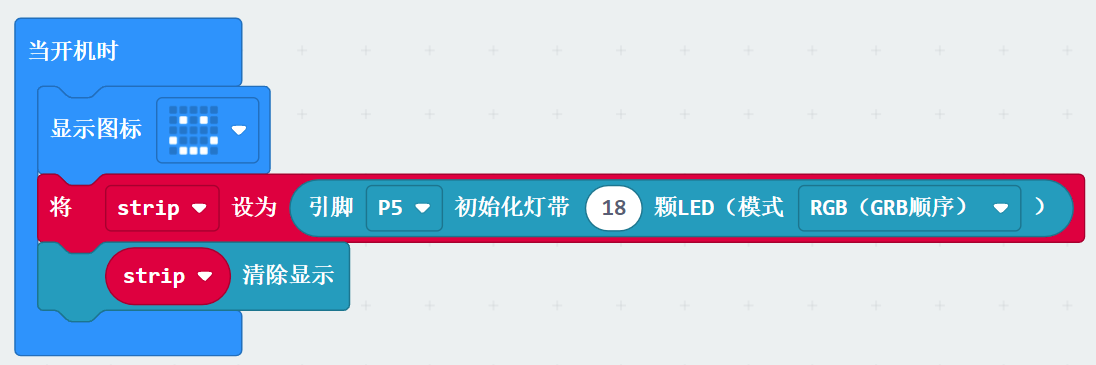 当开机时
显示图标
将 strip 设为 引脚 P5 初始化灯带 18 颗LED（模式 RGB（GRB顺序） ）
strip 清除显示